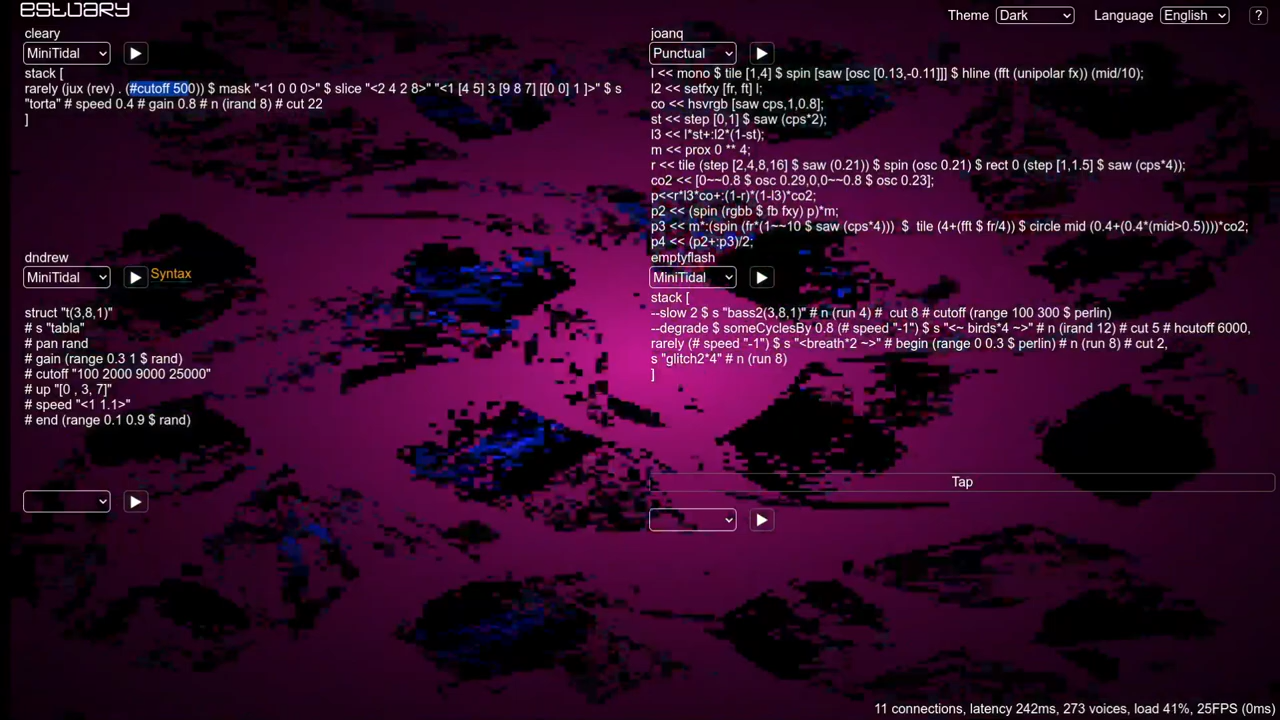 estuary
Theme Dark Language English ?
cleary
MiniTidal
stack [
rarely (jux (rev) . (#cutoff 500)) $ mask "<1 0 0 0>" $ slice "<2 4 2 8>" "<1 [4 5] 3 [9 8 7] [[0 0] 1 ]>" $ s
"torta" # speed 0.4 # gain 0.8 # n (irand 8) # cut 22
]
joanq
Punctual
l << mono $ tile [1,4] $ spin [saw [osc [0.13,-0.11]]] $ hline (fft (unipolar fx)) (mid/10);
l2 << setfxy [fr, ft] l;
co << hsvrgb [saw cps,1,0.8];
st << step [0,1] $ saw (cps*2);
l3 << l*st+:l2*(1-st);
m << prox 0 ** 4;
r << tile (step [2,4,8,16] $ saw (0.21)) $ spin (osc 0.21) $ rect 0 (step [1,1.5] $ saw (cps*4));
co2 << [0~~0.8 $ osc 0.29,0,0~~0.8 $ osc 0.23];
p<<r*l3*co+:(1-r)*(1-l3)*co2;
p2 << (spin (rgbb $ fb fxy) p)*m;
p3 << m*:(spin (fr*(1~~10 $ saw (cps*4))) $ tile (4+(fft $ fr/4)) $ circle mid (0.4+(0.4*(mid>0.5))))*co2;
p4 << (p2+:p3)/2;
dndrew
MiniTidal Syntax
struct "t(3,8,1)"
# s "tabla"
# pan rand
# gain (range 0.3 1 $ rand)
# cutoff "100 2000 9000 25000"
# up "[0 , 3, 7]"
# speed "<1 1.1>"
# end (range 0.1 0.9 $ rand)
emptyflash
MiniTidal
stack [
--slow 2 $ s "bass2(3,8,1)" # n (run 4) # cut 8 # cutoff (range 100 300 $ perlin)
--degrade $ someCyclesBy 0.8 (# speed "-1") $ s "<~ birds*4 ~>" # n (irand 12) # cut 5 # hcutoff 6000,
rarely (# speed "-1") $ s "<breath*2 ~>" # begin (range 0 0.3 $ perlin) # n (run 8) # cut 2,
s "glitch2*4" # n (run 8)
]
Tap
11 connections, latency 242ms, 273 voices, load 41%, 25FPS (0ms)